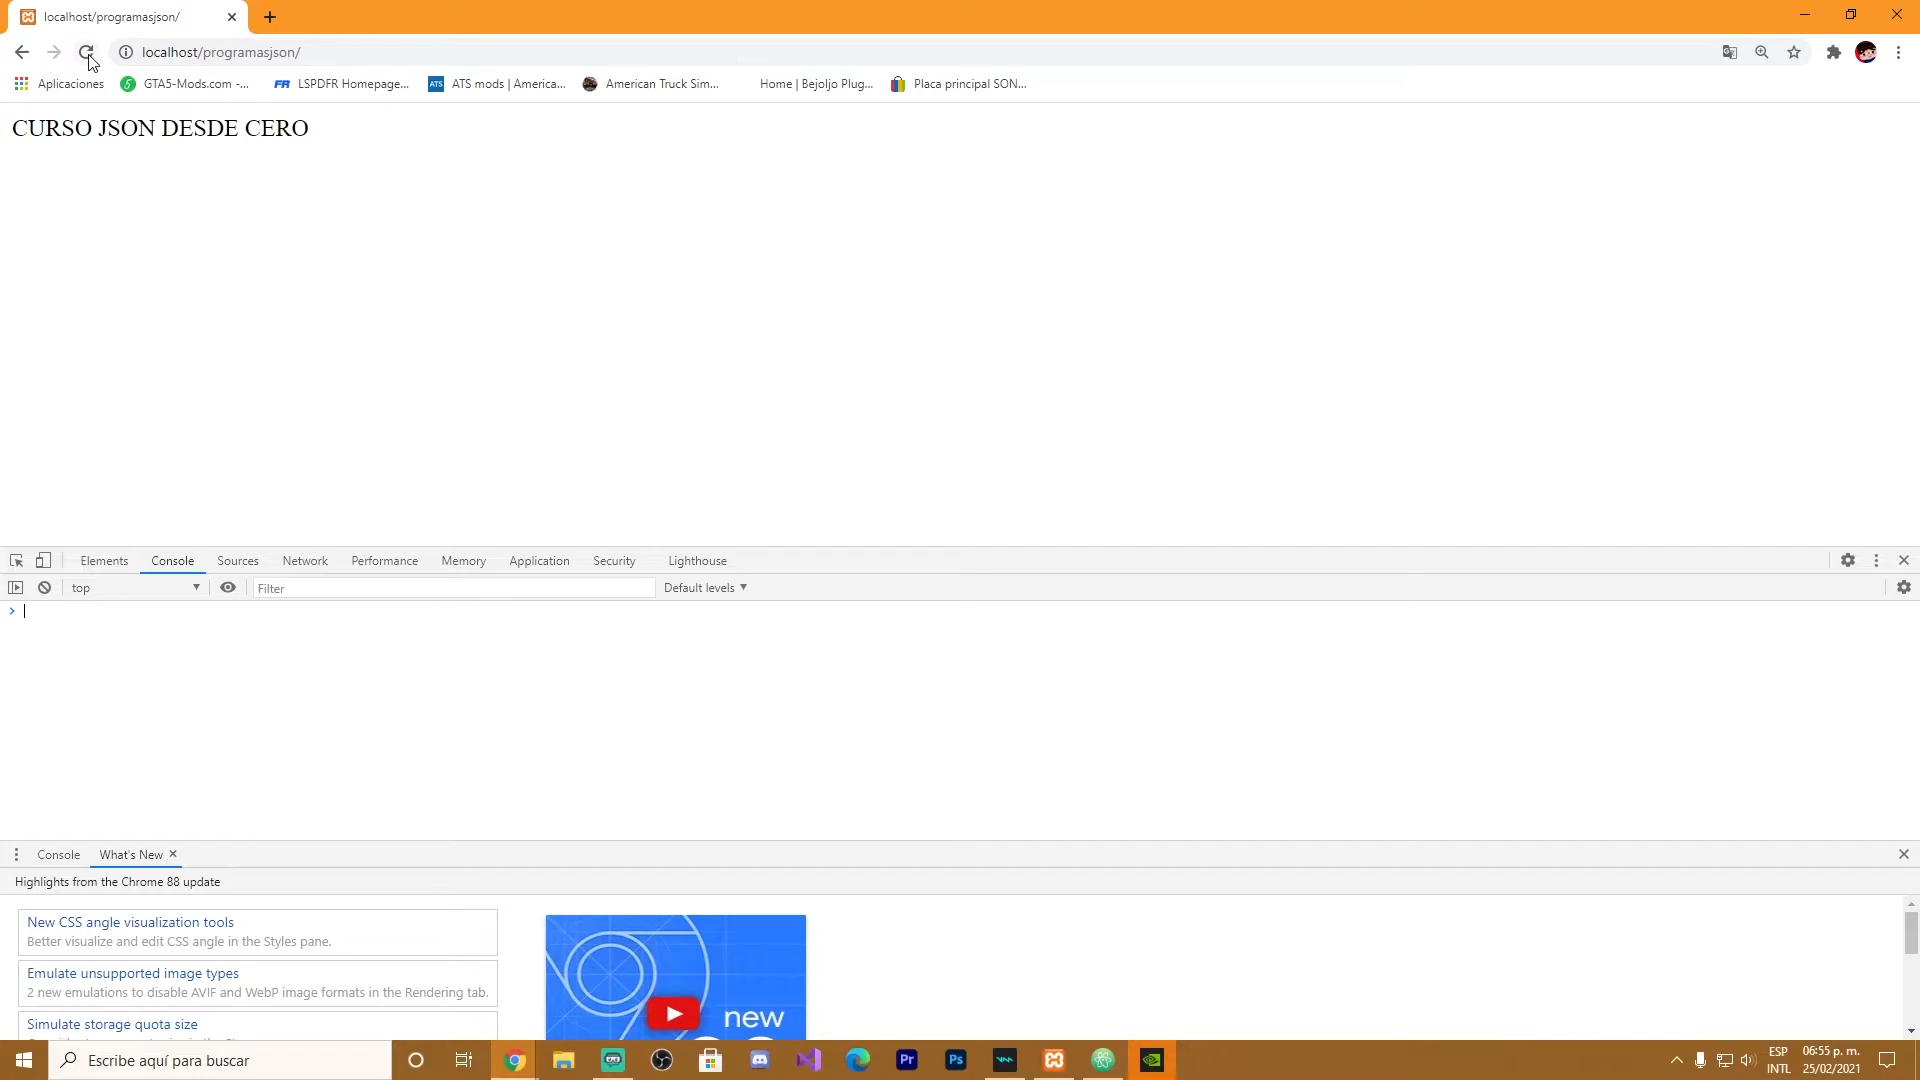 localhost/programasjson/
localhost/programasjson/
Aplicaciones GTA5-Mods.com -... LSPDFR Homepage... ATS mods | America... American Truck Sim... Home | Bejoljo Plug... Placa principal SON...
CURSO JSON DESDE CERO
Elements Console Sources Network Performance Memory Application Security Lighthouse
top Filter Default levels
Console What's New
Highlights from the Chrome 88 update
New CSS angle visualization tools
Better visualize and edit CSS angle in the Styles pane.
Emulate unsupported image types
2 new emulations to disable AVIF and WebP image formats in the Rendering tab.
Simulate storage quota size
new
Escribe aquí para buscar
ESP 06:55 p. m.
INTL 25/02/2021